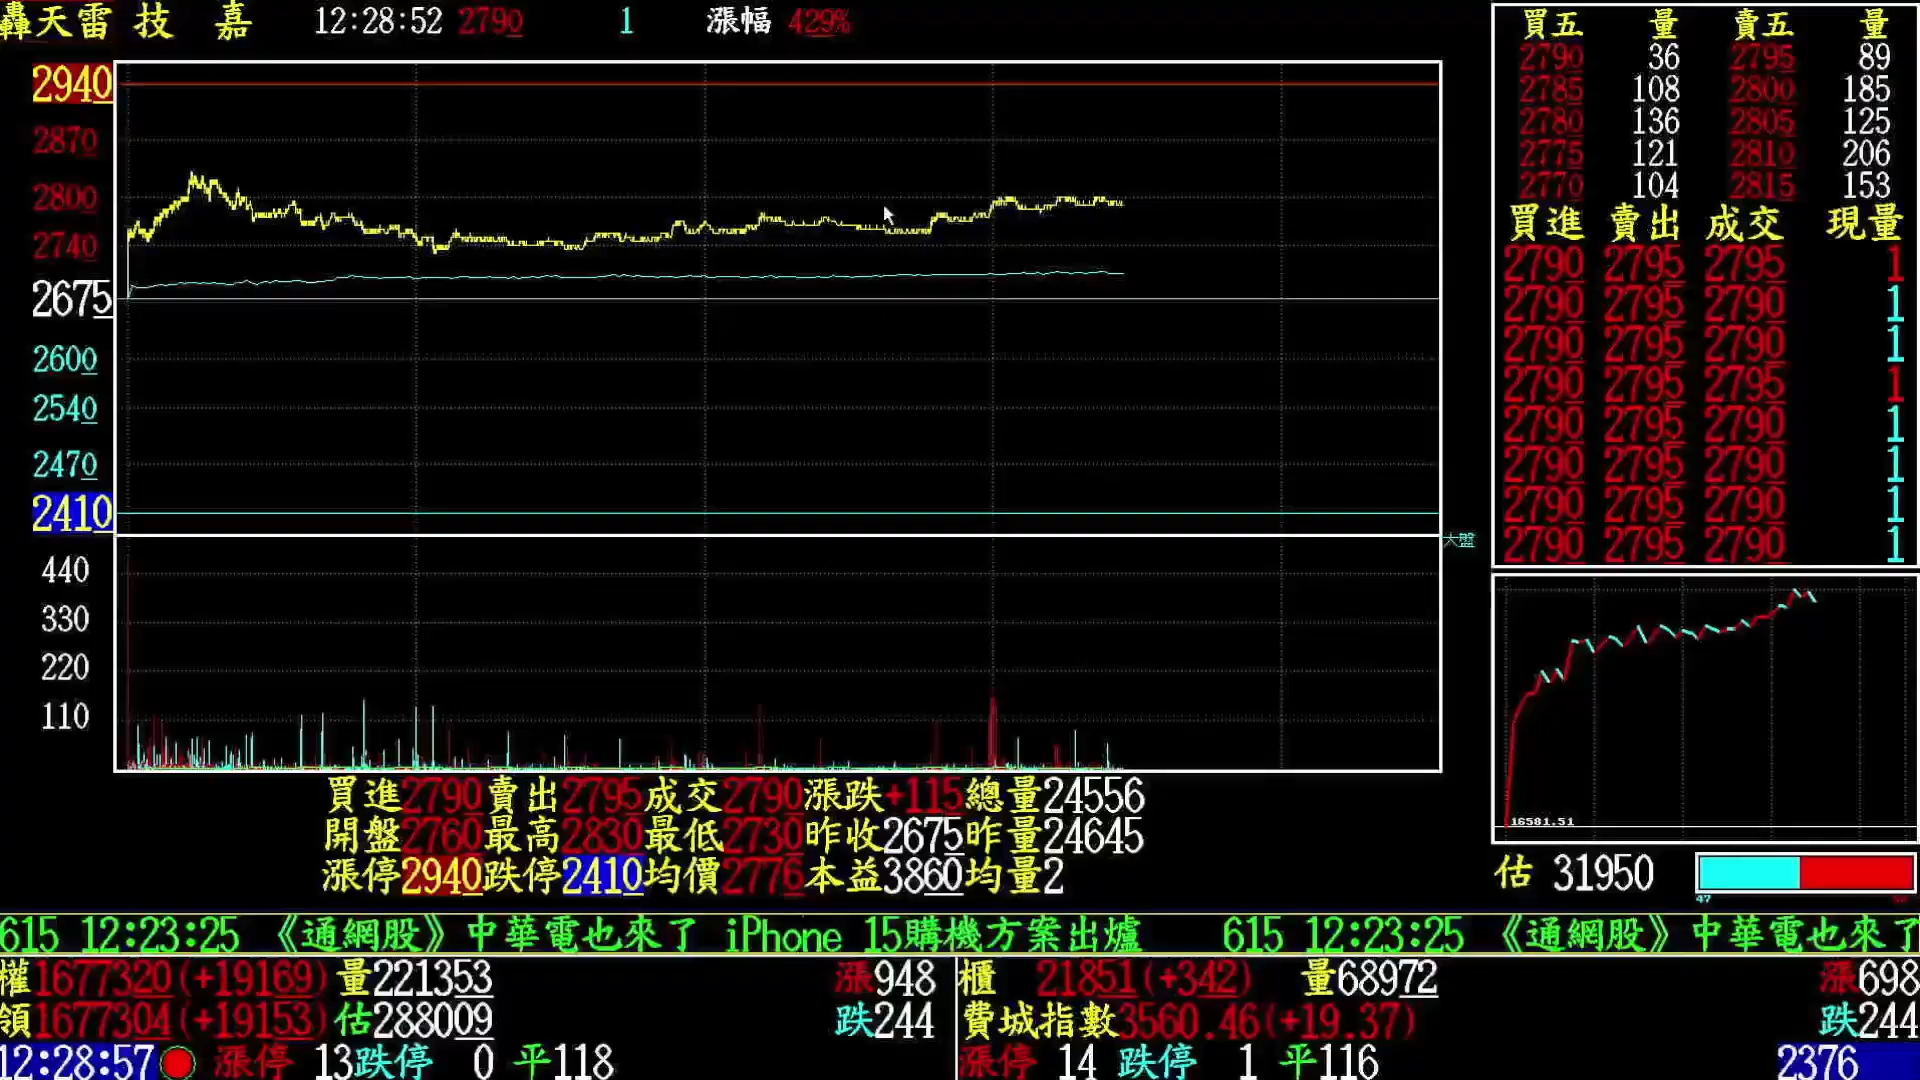 轟天雷 技 嘉 12:28:52 2790 1 漲幅 429%
2940
2870
2800
2740
2675
2600
2540
2470
2410
440
330
220
110
大盤
買進2790賣出2795成交2790漲跌+115總量24556
開盤2760最高2830最低2730昨收2675昨量24645
漲停2940跌停2410均價2776本益3860均量2
買五 量 賣五 量
2790 36 2795 89
2785 108 2800 185
2780 136 2805 125
2775 121 2810 206
2770 104 2815 153
買進 賣出 成交 現量
2790 2795 2795 1
2790 2795 2790 1
2790 2795 2790 1
2790 2795 2795 1
2790 2795 2790 1
2790 2795 2790 1
2790 2795 2790 1
2790 2795 2790 1
16581.51
估 31950
47
615 12:23:25 《通網股》中華電也來了 iPhone 15購機方案出爐 615 12:23:25 《通網股》中華電也來了
權1677320(+19169)量22135​3 漲948 櫃 21851(+342) 量68972 漲698
領1677304(+19153)估288009 跌244 費城指數3560.46(+19.37) 跌244
12:28:57 漲停 13跌停 0 平118 漲停 14 跌停 1 平116 2376